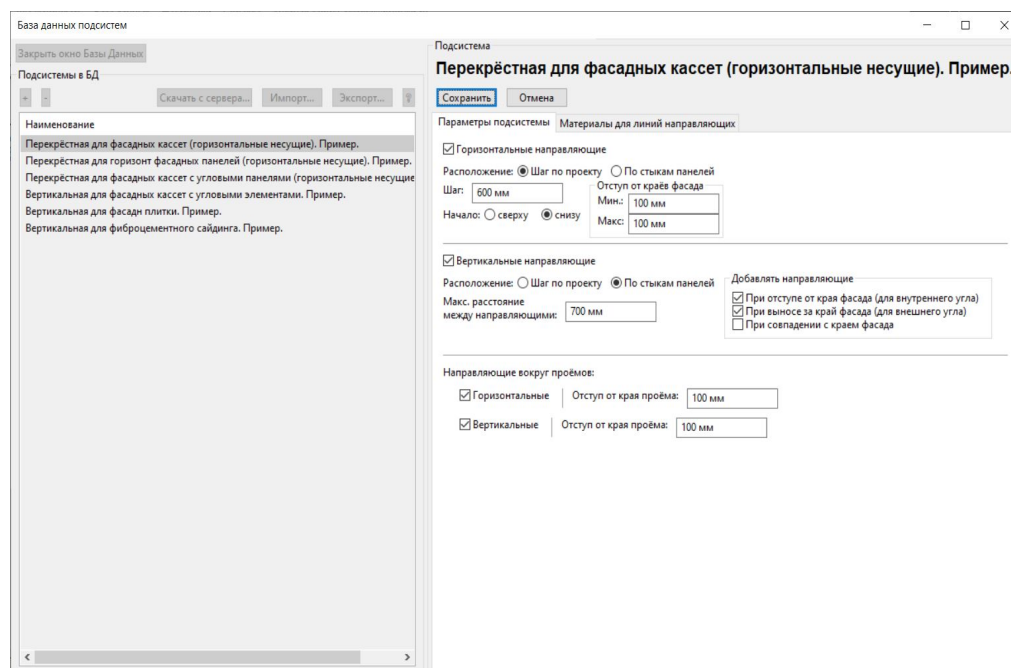 База данных подсистем
Закрыть окно Базы Данных
Подсистемы в БД
+ - Скачать с сервера... Импорт... Экспорт...
Наименование
Перекрёстная для фасадных кассет (горизонтальные несущие). Пример.
Перекрёстная для горизонт фасадных панелей (горизонтальные несущие). Пример.
Перекрёстная для фасадных кассет с угловыми панелями (горизонтальные несущие
Вертикальная для фасадных кассет с угловыми элементами. Пример.
Вертикальная для фасадн плитки. Пример.
Вертикальная для фиброцементного сайдинга. Пример.
Подсистема
Перекрёстная для фасадных кассет (горизонтальные несущие). Пример.
Сохранить Отмена
Параметры подсистемы Материалы для линий направляющих
Горизонтальные направляющие
Расположение: Шаг по проекту По стыкам панелей
Шаг: 600 мм
Начало: сверху снизу
Отступ от краёв фасада
Мин.: 100 мм
Макс: 100 мм
Вертикальные направляющие
Расположение: Шаг по проекту По стыкам панелей
Макс. расстояние
между направляющими: 700 мм
Добавлять направляющие
При отступе от края фасада (для внутреннего угла)
При выносе за край фасада (для внешнего угла)
При совпадении с краем фасада
Направляющие вокруг проёмов:
Горизонтальные Отступ от края проёма: 100 мм
Вертикальные Отступ от края проёма: 100 мм